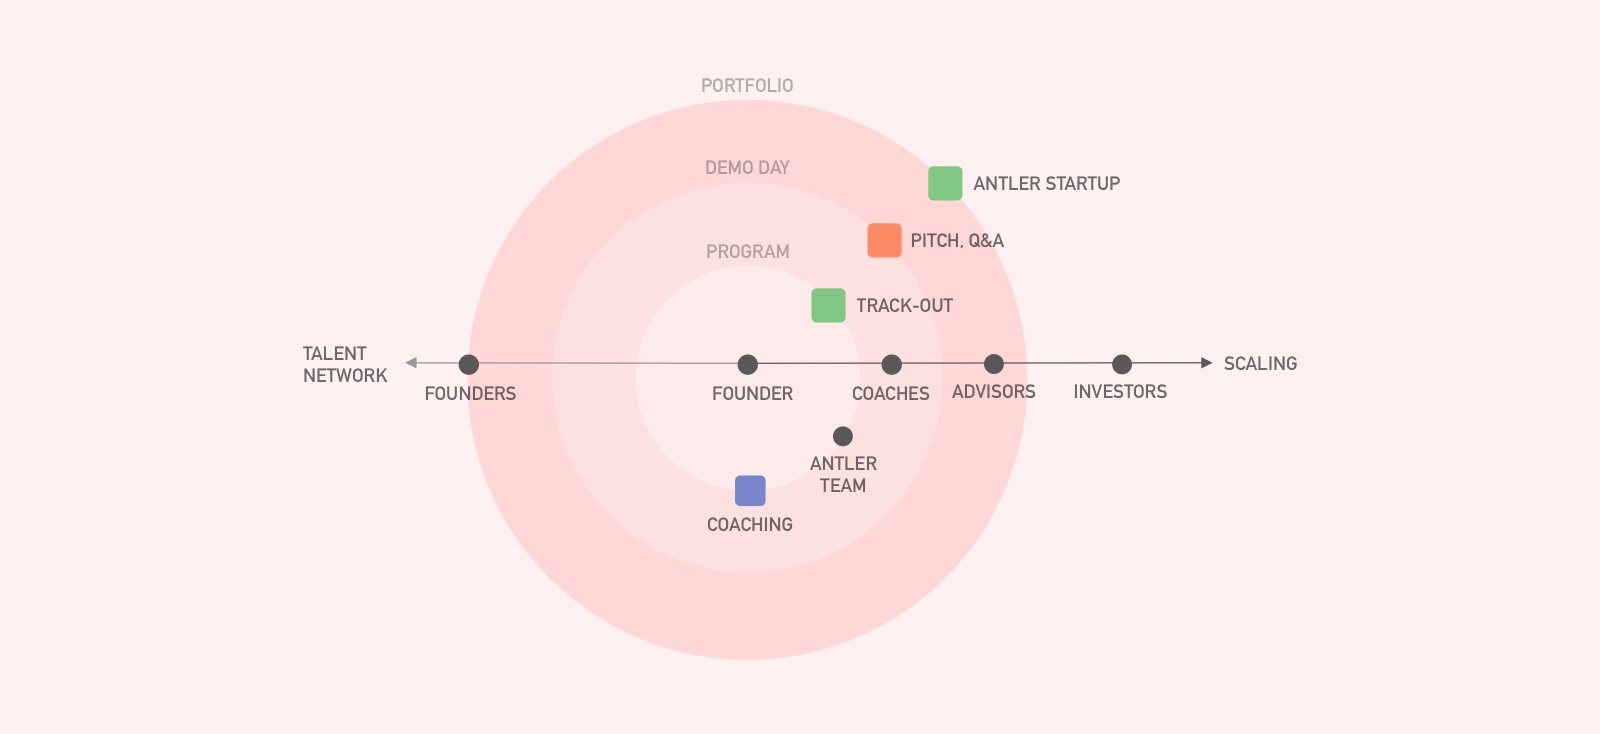 PORTFOLIO
DEMO DAY
ANTLER STARTUP
PITCH, Q&A
PROGRAM
TRACK-OUT
TALENT
NETWORK
SCALING
FOUNDERS
FOUNDER
COACHES
ADVISORS
INVESTORS
ANTLER
TEAM
COACHING